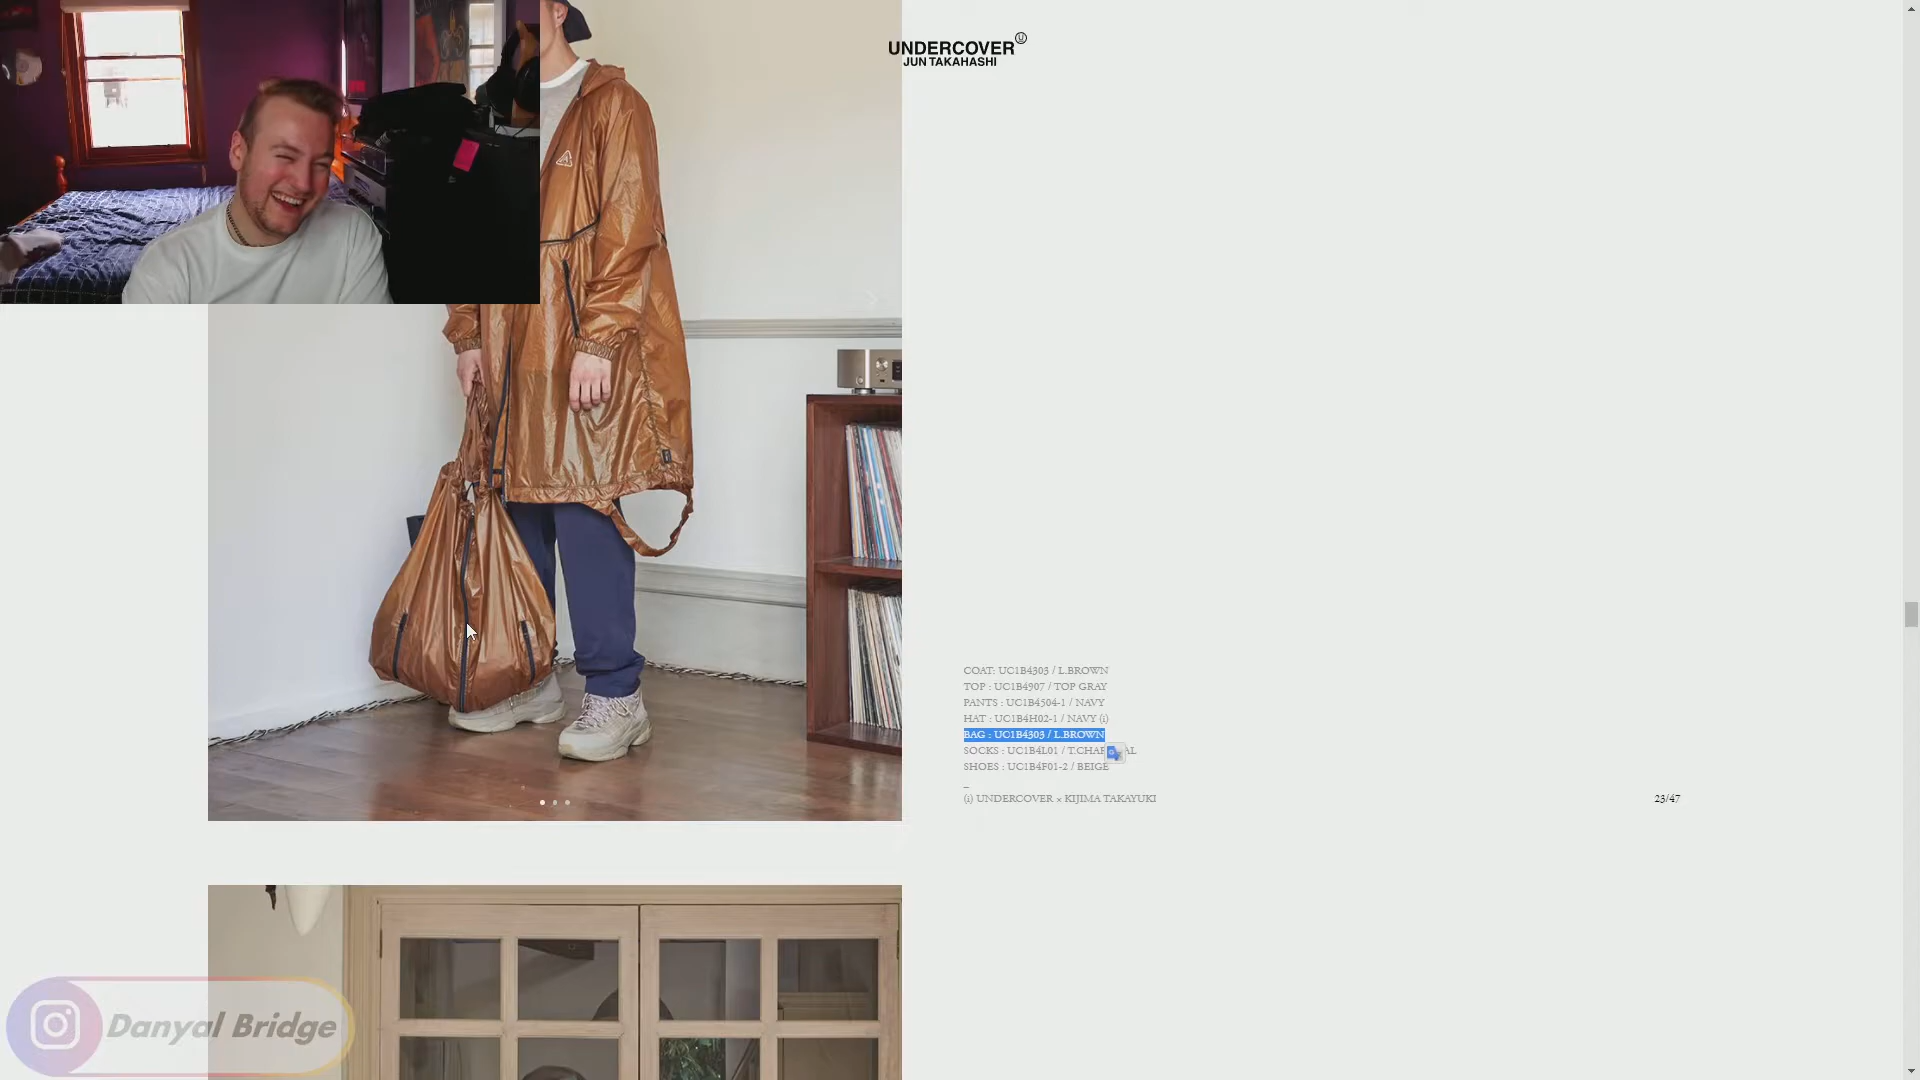 UNDERCOVER
JUN TAKAHASHI
COAT: UC1B4303 / L.BROWN
TOP : UC1B4907 / TOP GRAY
PANTS : UC1B4504-1 / NAVY
HAT : UC1B4H02-1 / NAVY (i)
BAG : UC1B4303 / L.BROWN
SOCKS : UC1B4L01 /
SHOES : UC1B4F01-2 / BEIGE
_
(i) UNDERCOVER × KIJIMA TAKAYUKI
23/47
Danyal Bridge